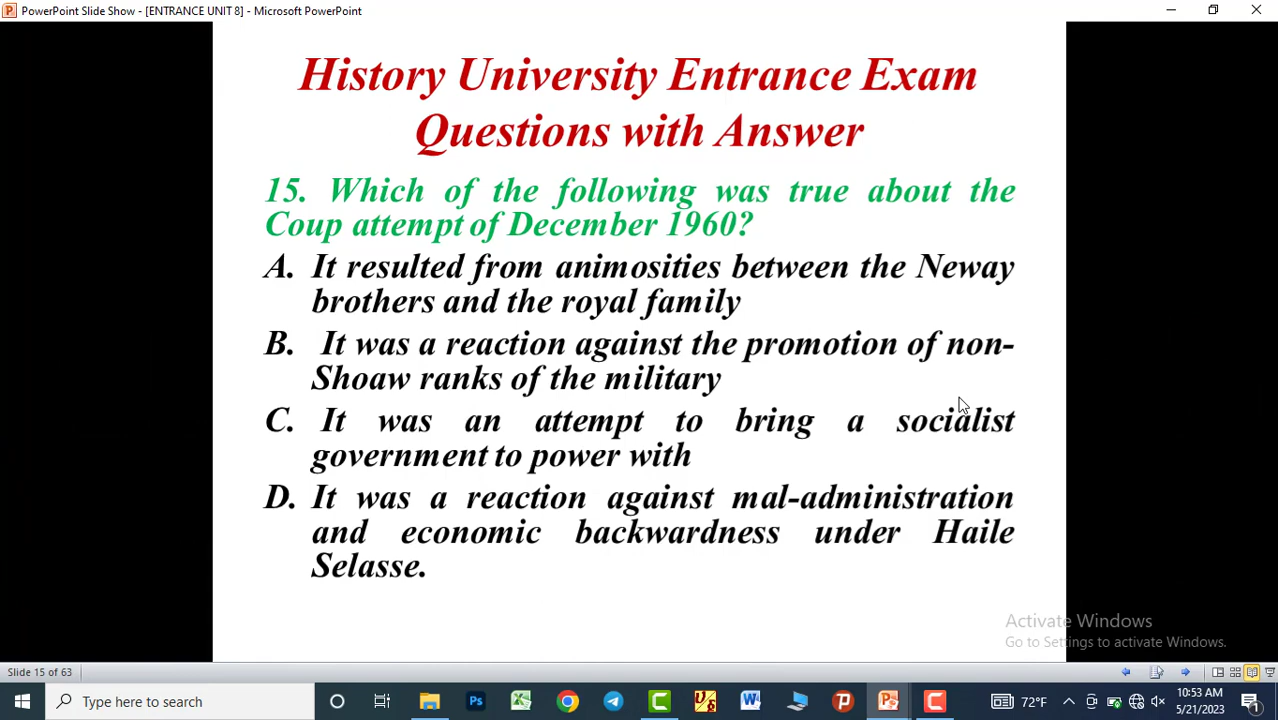 PowerPoint Slide Show - [ENTRANCE UNIT 8] - Microsoft PowerPoint
History University Entrance Exam
Questions with Answer
15. Which of the following was true about the
Coup attempt of December 1960?
A. It resulted from animosities between the Neway
brothers and the royal family
B. It was a reaction against the promotion of non-
Shoaw ranks of the military
C. It was an attempt to bring a socialist
government to power with
D. It was a reaction against mal-administration
and economic backwardness under Haile
Selasse.
Activate Windows
Go to Settings to activate Windows.
Slide 15 of 63
Type here to search
72°F
10:53 AM
5/21/2023